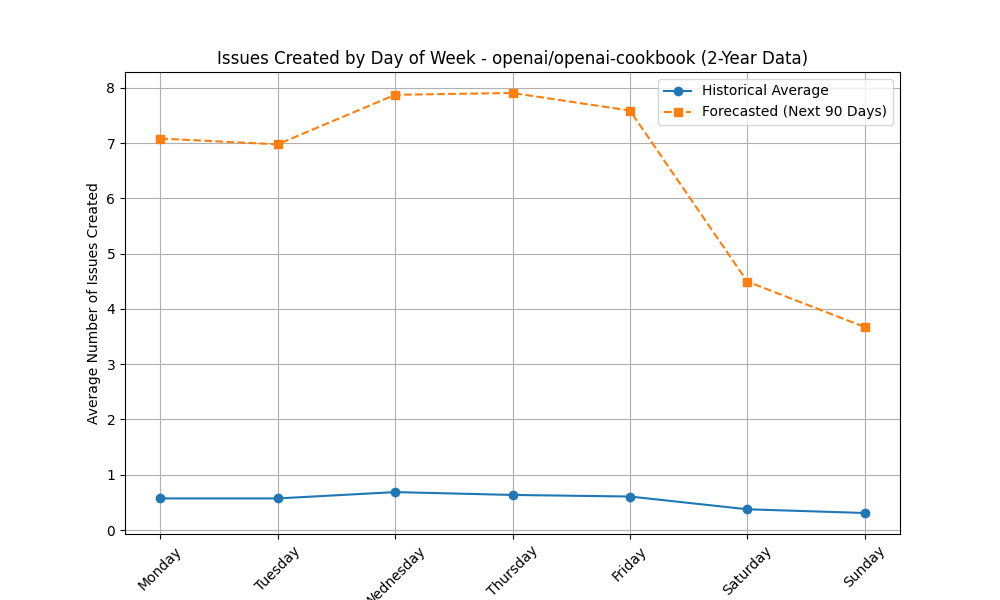 Issues Created by Day of Week - openai/openai-cookbook (2-Year Data)
Historical Average
Forecasted (Next 90 Days)
Average Number of Issues Created
8
7
6
5
4
3
2
1
0
Monday
Tuesday
Wednesday
Thursday
Friday
Saturday
Sunday